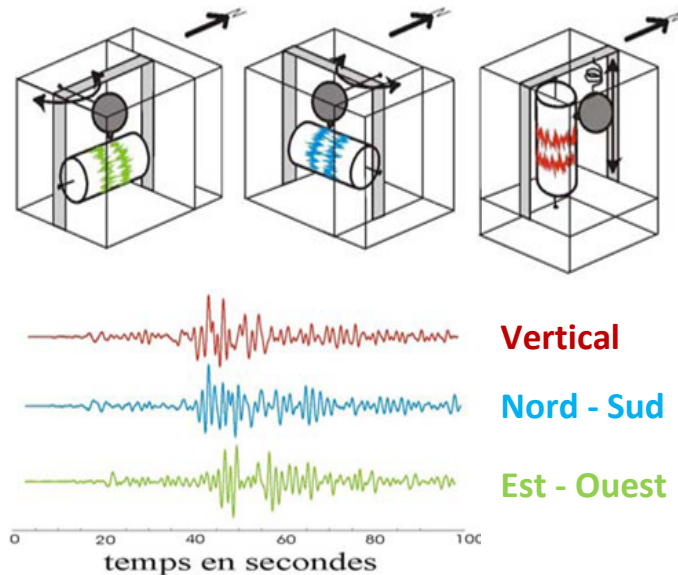 N
N
N
Vertical
Nord - Sud
Est - Ouest
0 20 40 60 80 100
temps en secondes